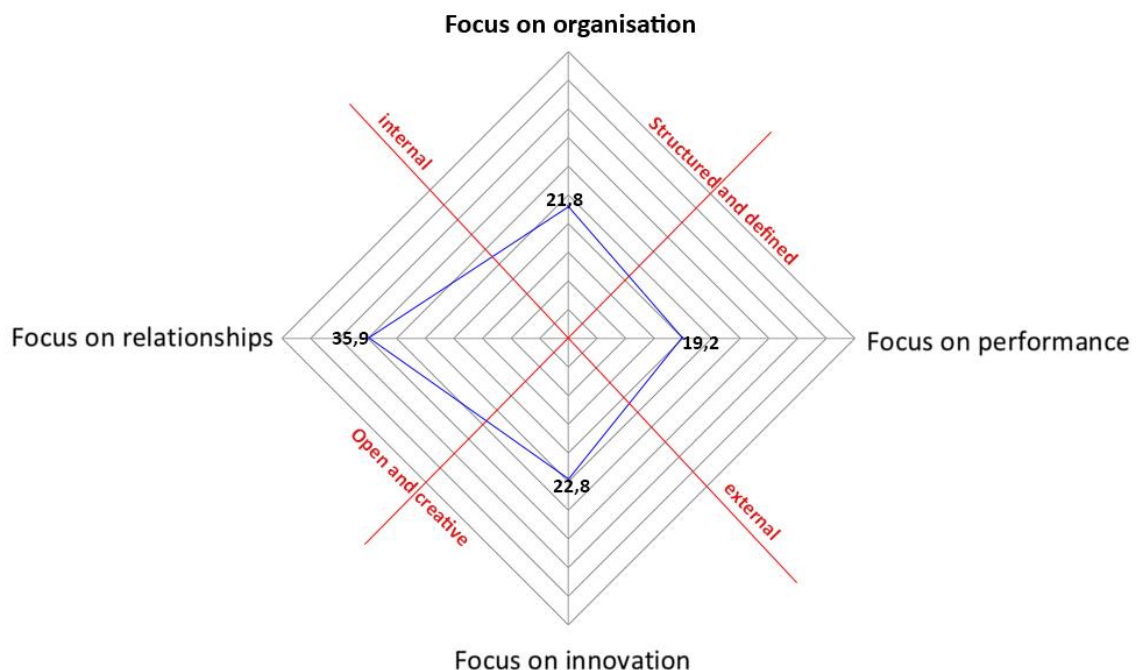 Focus on organisation
internal
Structured and defined
21,8
Focus on relationships
35,9
19,2
Focus on performance
22,8
Open and creative
external
Focus on innovation